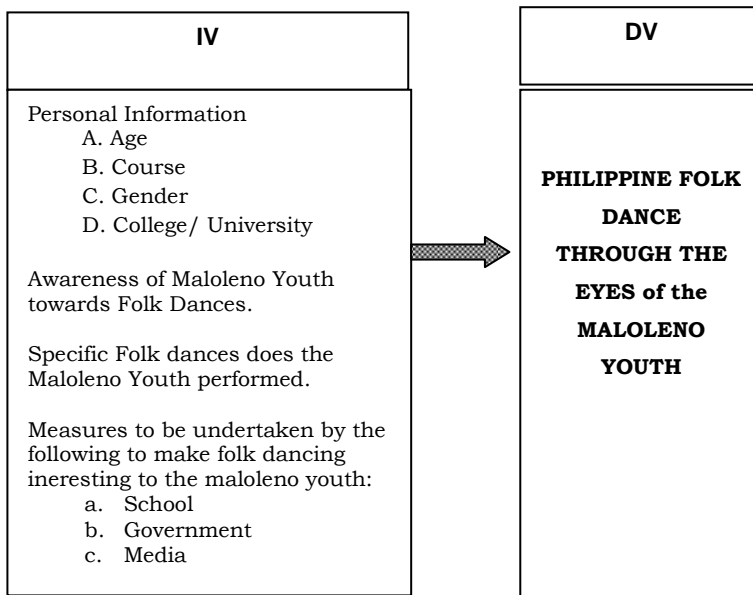 IV
Personal Information
A. Age
B. Course
C. Gender
D. College/ University
Awareness of Maloleno Youth
towards Folk Dances.
Specific Folk dances does the
Maloleno Youth performed.
Measures to be undertaken by the
following to make folk dancing
ineresting to the maloleno youth:
a. School
b. Government
c. Media
DV
PHILIPPINE FOLK
DANCE
THROUGH THE
EYES of the
MALOLENO
YOUTH